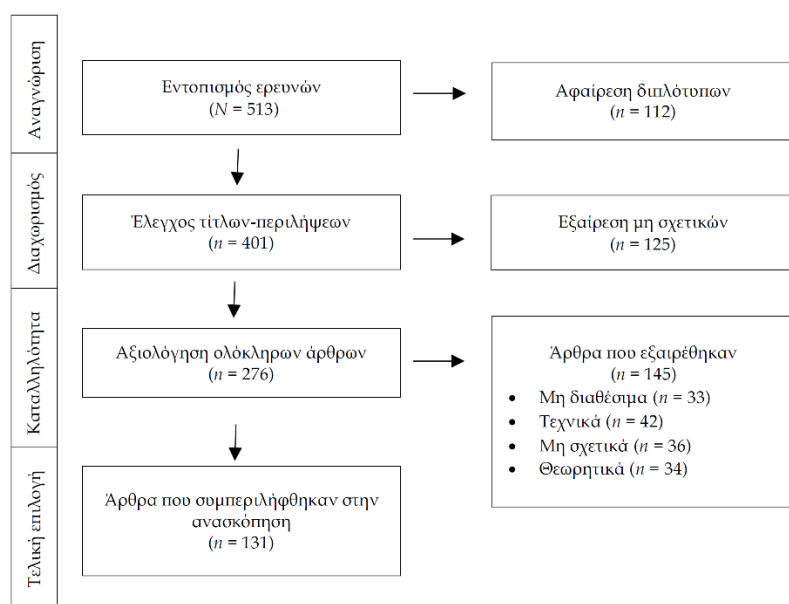 Αναγνώριση
Εντοπισμός ερευνών
(N = 513)
Αφαίρεση διπλότυπων
(n = 112)
Διαχωρισμός
Έλεγχος τίτλων-περιλήψεων
(n = 401)
Εξαίρεση μη σχετικών
(n = 125)
Καταλληλότητα
Αξιολόγηση ολόκληρων άρθρων
(n = 276)
Άρθρα που εξαιρέθηκαν
(n = 145)
• Μη διαθέσιμα (n = 33)
• Τεχνικά (n = 42)
• Μη σχετικά (n = 36)
• Θεωρητικά (n = 34)
Τελική επιλογή
Άρθρα που συμπεριλήφθηκαν στην
ανασκόπηση
(n = 131)